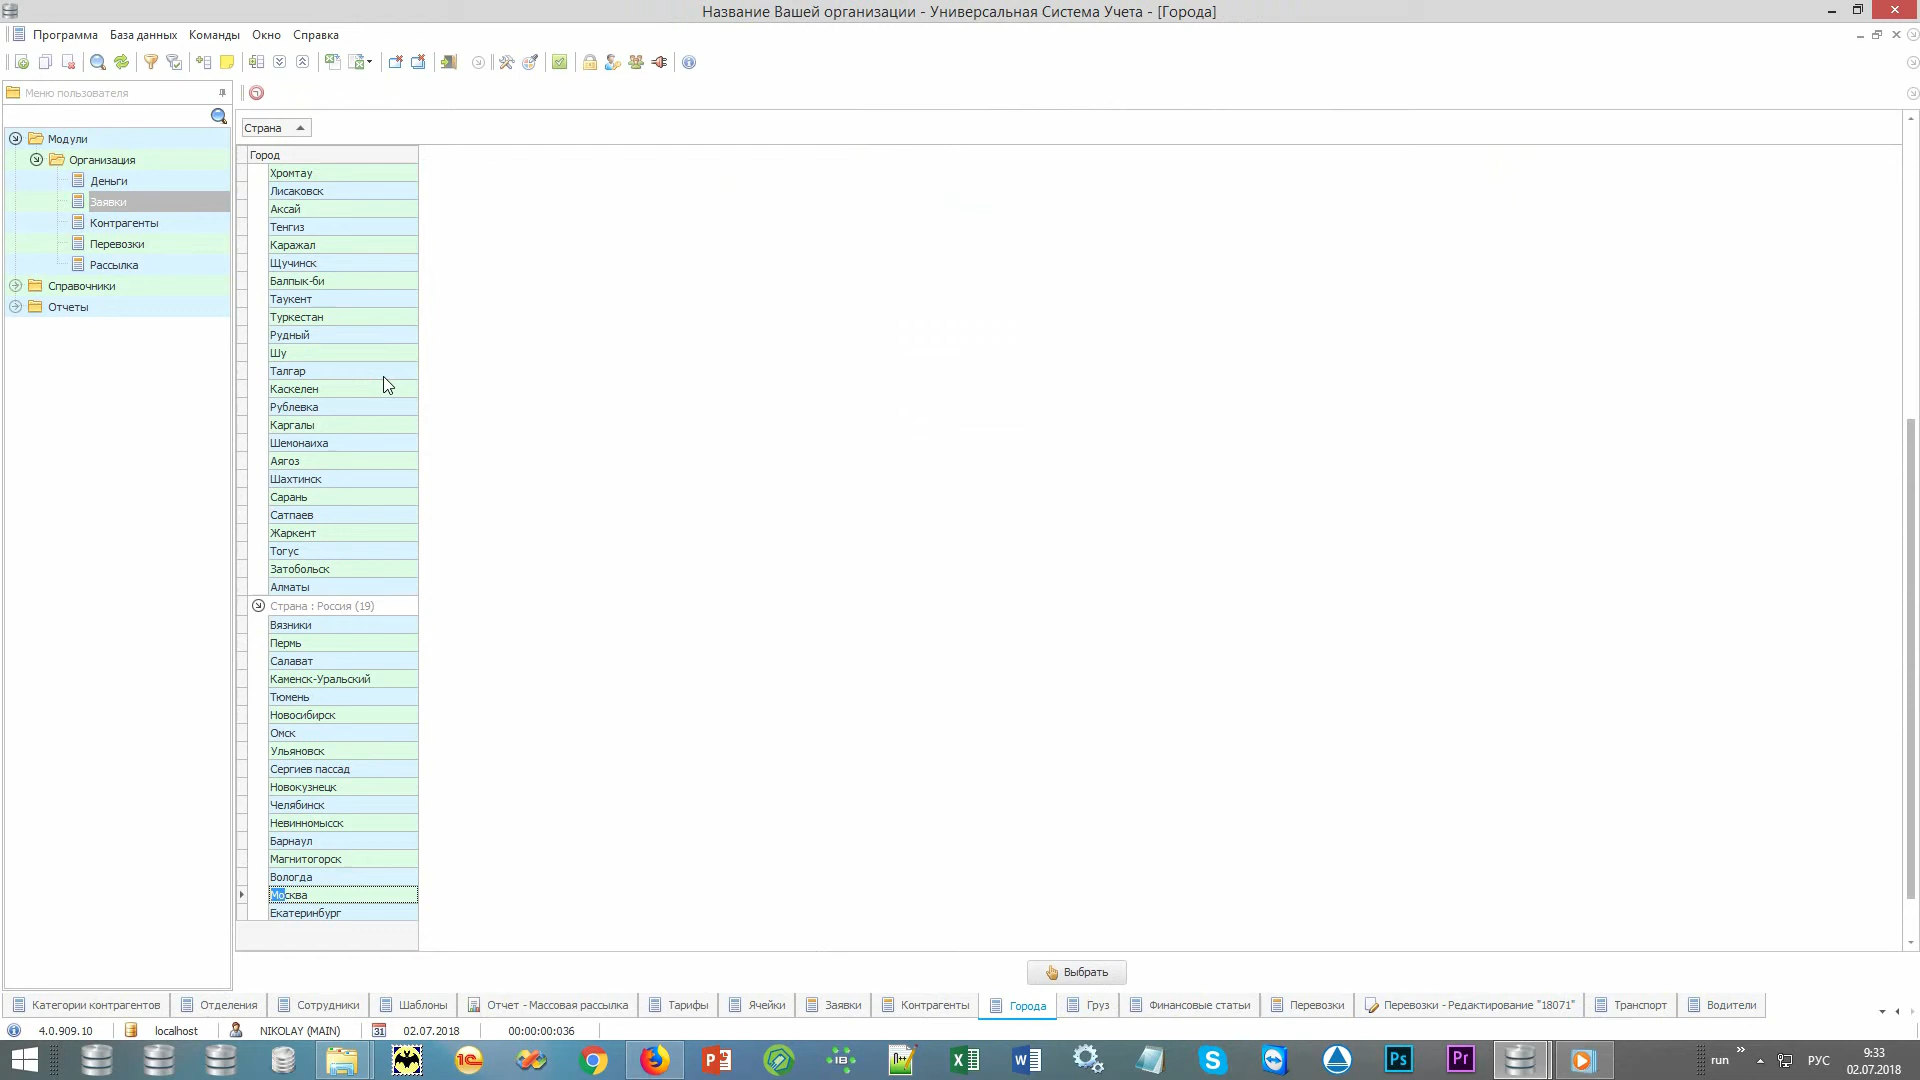 Название Вашей организации - Универсальная Система Учета - [Города]
Программа База данных Команды Окно Справка
Меню пользователя
Модули
Организация
Деньги
Заявки
Контрагенты
Перевозки
Рассылка
Справочники
Отчеты
Страна
Город
Хромтау
Лисаковск
Аксай
Тенгиз
Каражал
Щучинск
Балпык-би
Таукент
Туркестан
Рудный
Шу
Талгар
Каскелен
Рублевка
Каргалы
Шемонаиха
Аягоз
Шахтинск
Сарань
Сатпаев
Жаркент
Тогус
Затобольск
Алматы
Страна : Россия (19)
Вязники
Пермь
Салават
Каменск-Уральский
Тюмень
Новосибирск
Омск
Ульяновск
Сергиев пассад
Новокузнецк
Челябинск
Невинномысск
Барнаул
Магнитогорск
Вологда
Москва
Екатеринбург
Выбрать
Категории контрагентов Отделения Сотрудники Шаблоны Отчет - Массовая рассылка Тарифы Ячейки Заявки Контрагенты Города Груз Финансовые статьи Перевозки Перевозки - Редактирование "18071" Транспорт Водители
4.0.909.10 localhost NIKOLAY (MAIN) 31 02.07.2018 00:00:00:036
run РУС 9:33
02.07.2018